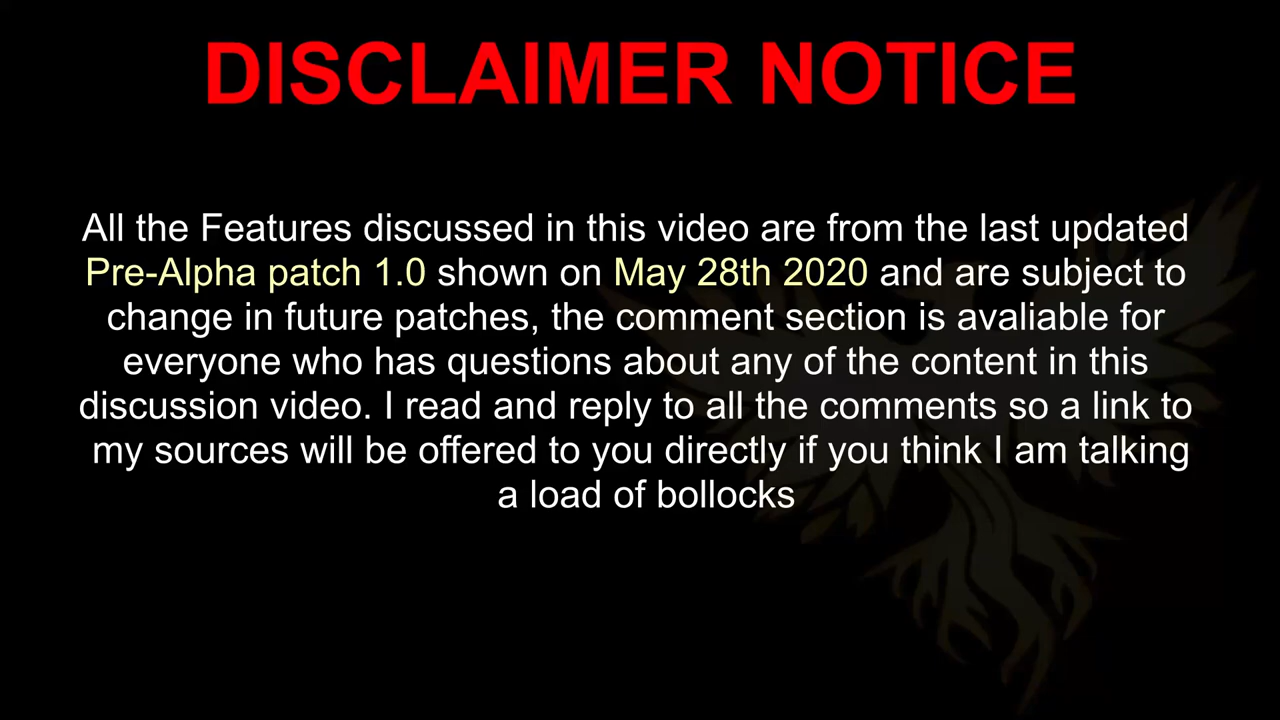 DISCLAIMER NOTICE
All the Features discussed in this video are from the last updated
Pre-Alpha patch 1.0 shown on May 28th 2020 and are subject to
change in future patches, the comment section is avaliable for
everyone who has questions about any of the content in this
discussion video. I read and reply to all the comments so a link to
my sources will be offered to you directly if you think I am talking
a load of bollocks